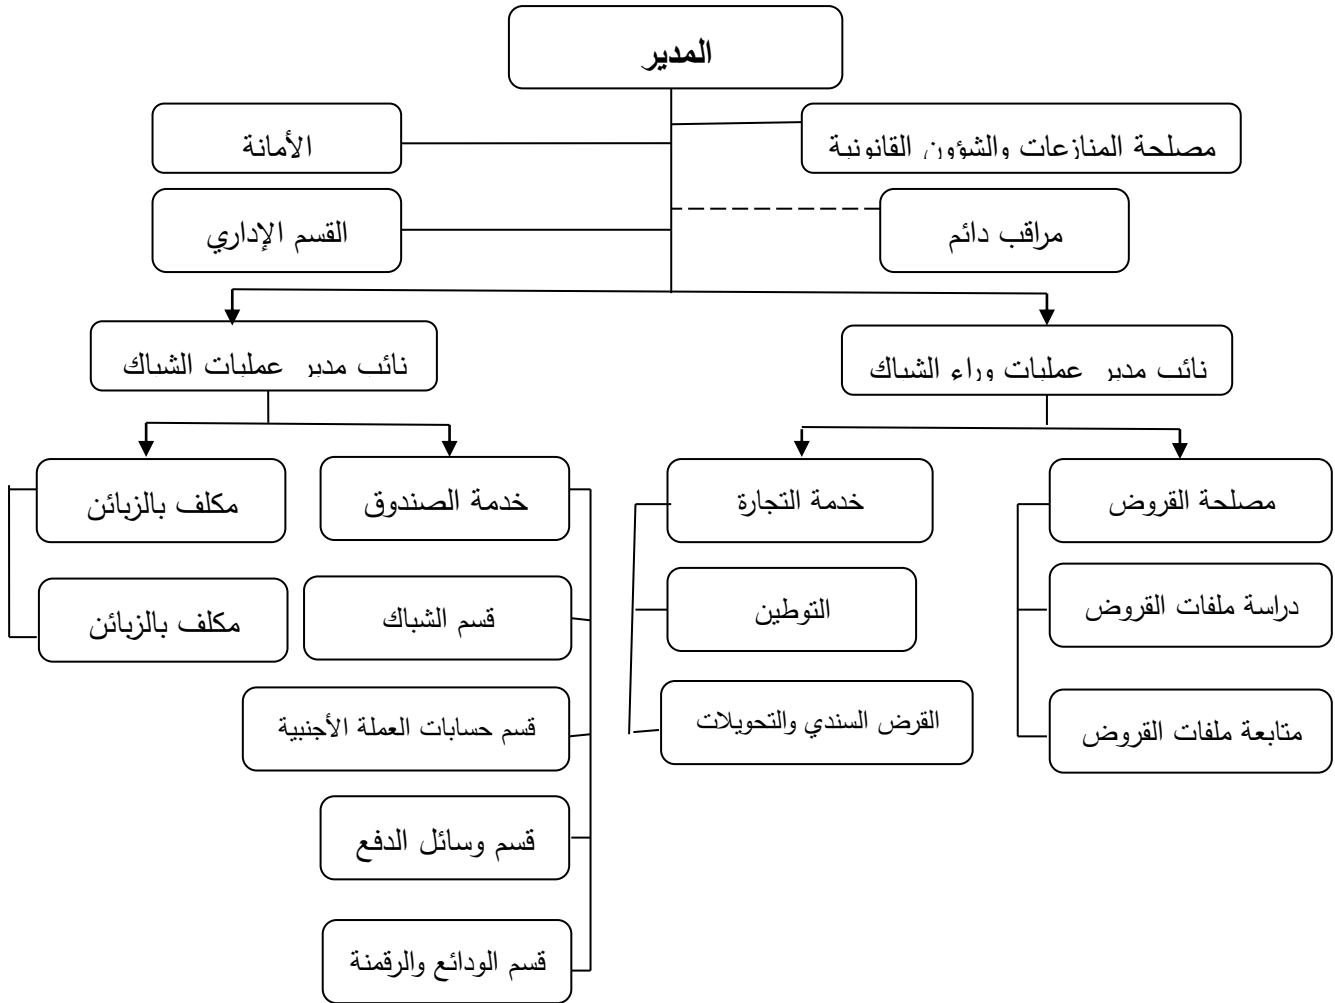 المدير
مصلحة المنازعات والشؤون القانونية
الأمانة
مراقب دائم
القسم الإداري
نائب مدير عمليات وراء الشباك
نائب مدير عمليات الشباك
مصلحة القروض
خدمة التجارة
خدمة الصندوق
مكلف بالزبائن
دراسة ملفات القروض
التوطين
قسم الشباك
مكلف بالزبائن
متابعة ملفات القروض
القرض السندي والتحويلات
قسم حسابات العملة الأجنبية
قسم وسائل الدفع
قسم الودائع والرقمنة